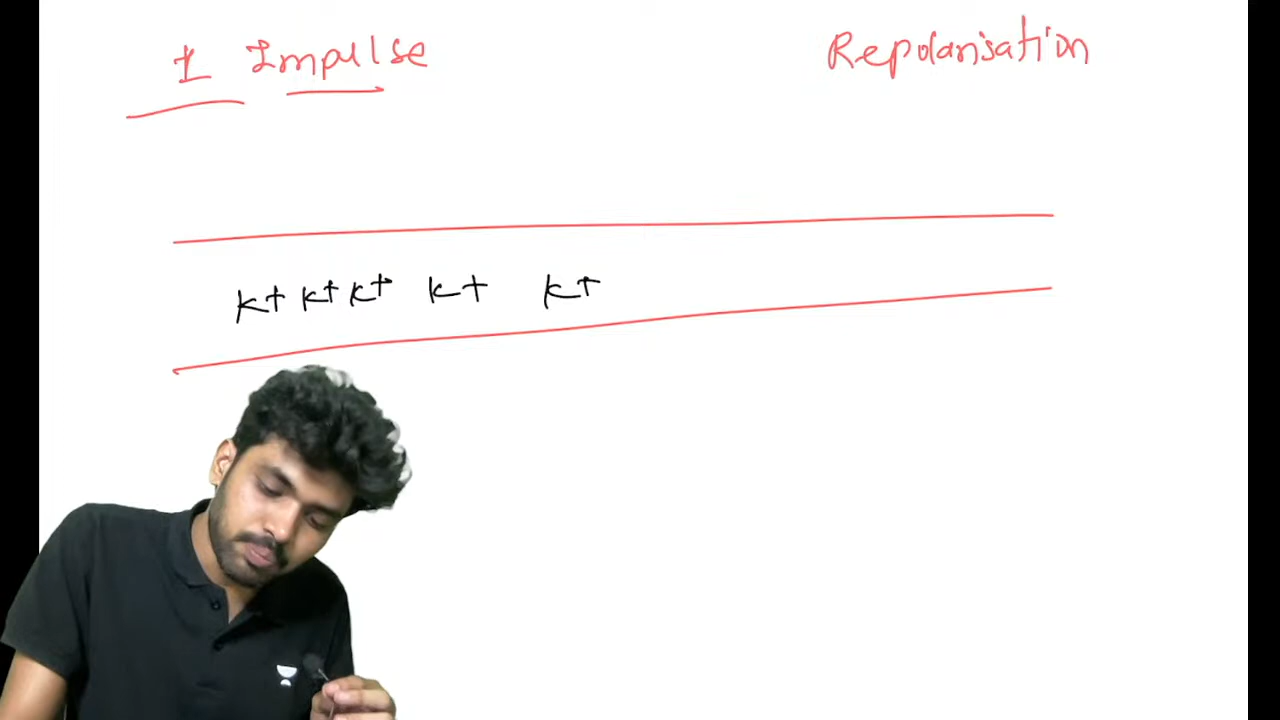 1 Impulse
Repolarisation
K+ K+ K+ K+ K+